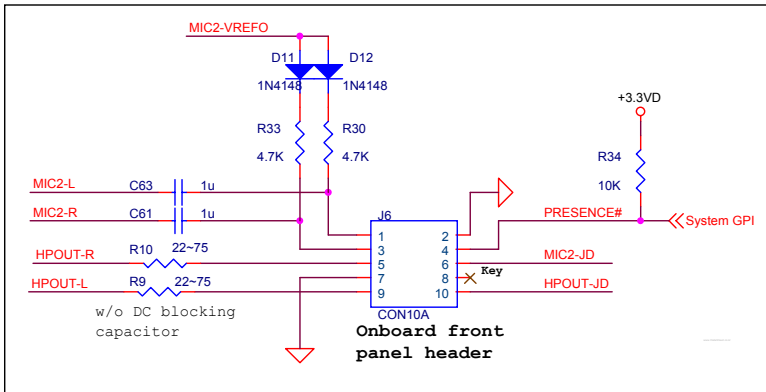 MIC2-VREFO
D11 D12
1N4148 1N4148
+3.3VD
R33 R30
4.7K 4.7K
R34
10K
MIC2-L C63 1u
MIC2-R C61 1u
J6
PRESENCE# System GPI
HPOUT-R R10 22~75
HPOUT-L R9 22~75
1 2
3 4
5 6 MIC2-JD
7 8 Key
9 10 HPOUT-JD
CON10A
w/o DC blocking
capacitor
Onboard front
panel header